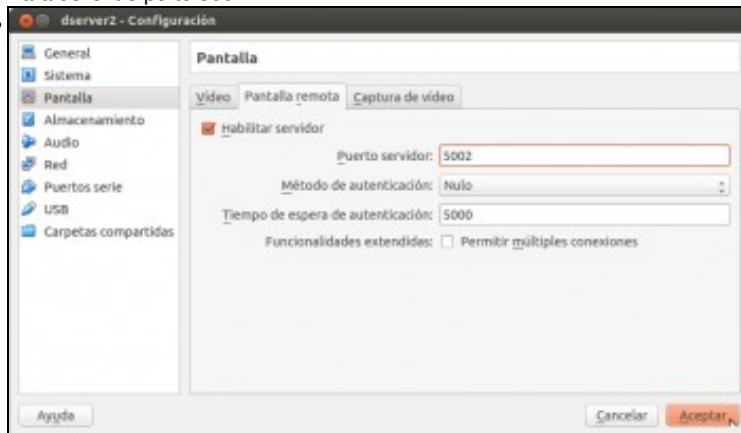 dserver2 - Configuración
General
Sistema
Pantalla
Almacenamiento
Audio
Red
Puertos serie
USB
Carpetas compartidas
Pantalla
Vídeo Pantalla remota Captura de vídeo
Habilitar servidor
Puerto servidor: 5002
Método de autenticación: Nulo
Tiempo de espera de autenticación: 5000
Funcionalidades extendidas: Permitir múltiples conexiones
Ayuda Cancelar Aceptar